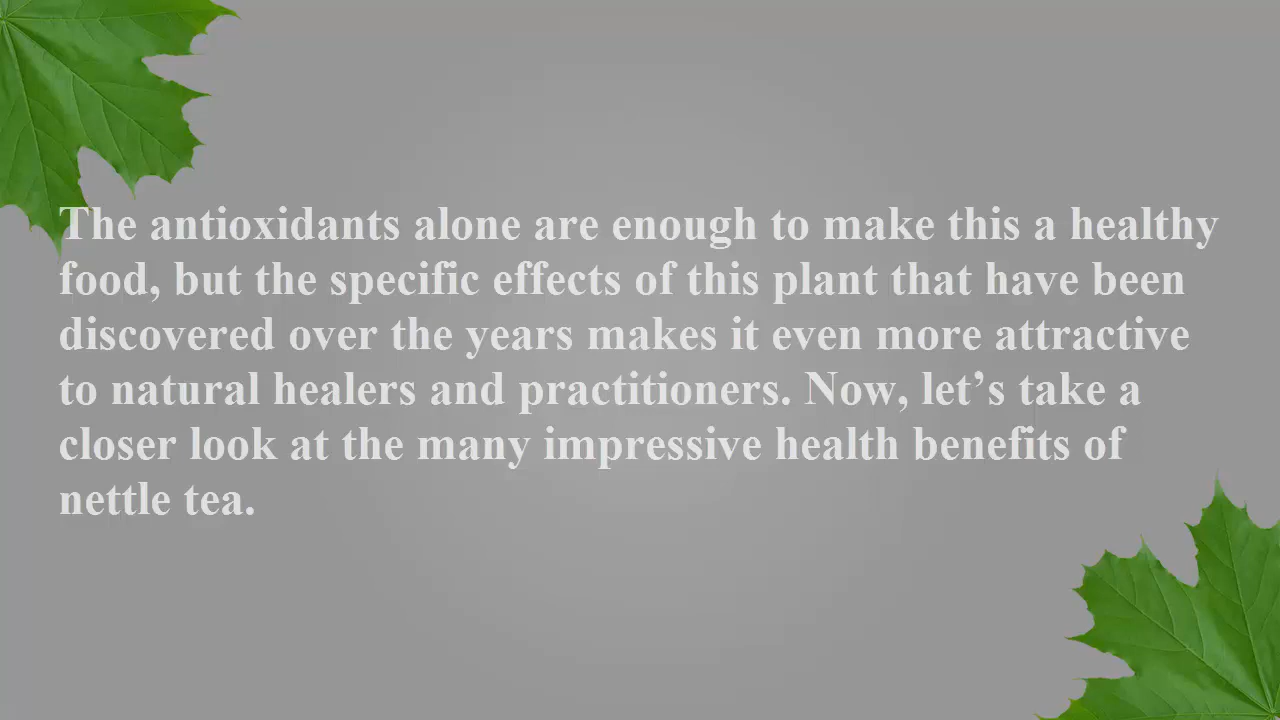 The antioxidants alone are enough to make this a healthy
food, but the specific effects of this plant that have been
discovered over the years makes it even more attractive
to natural healers and practitioners. Now, let’s take a
closer look at the many impressive health benefits of
nettle tea.